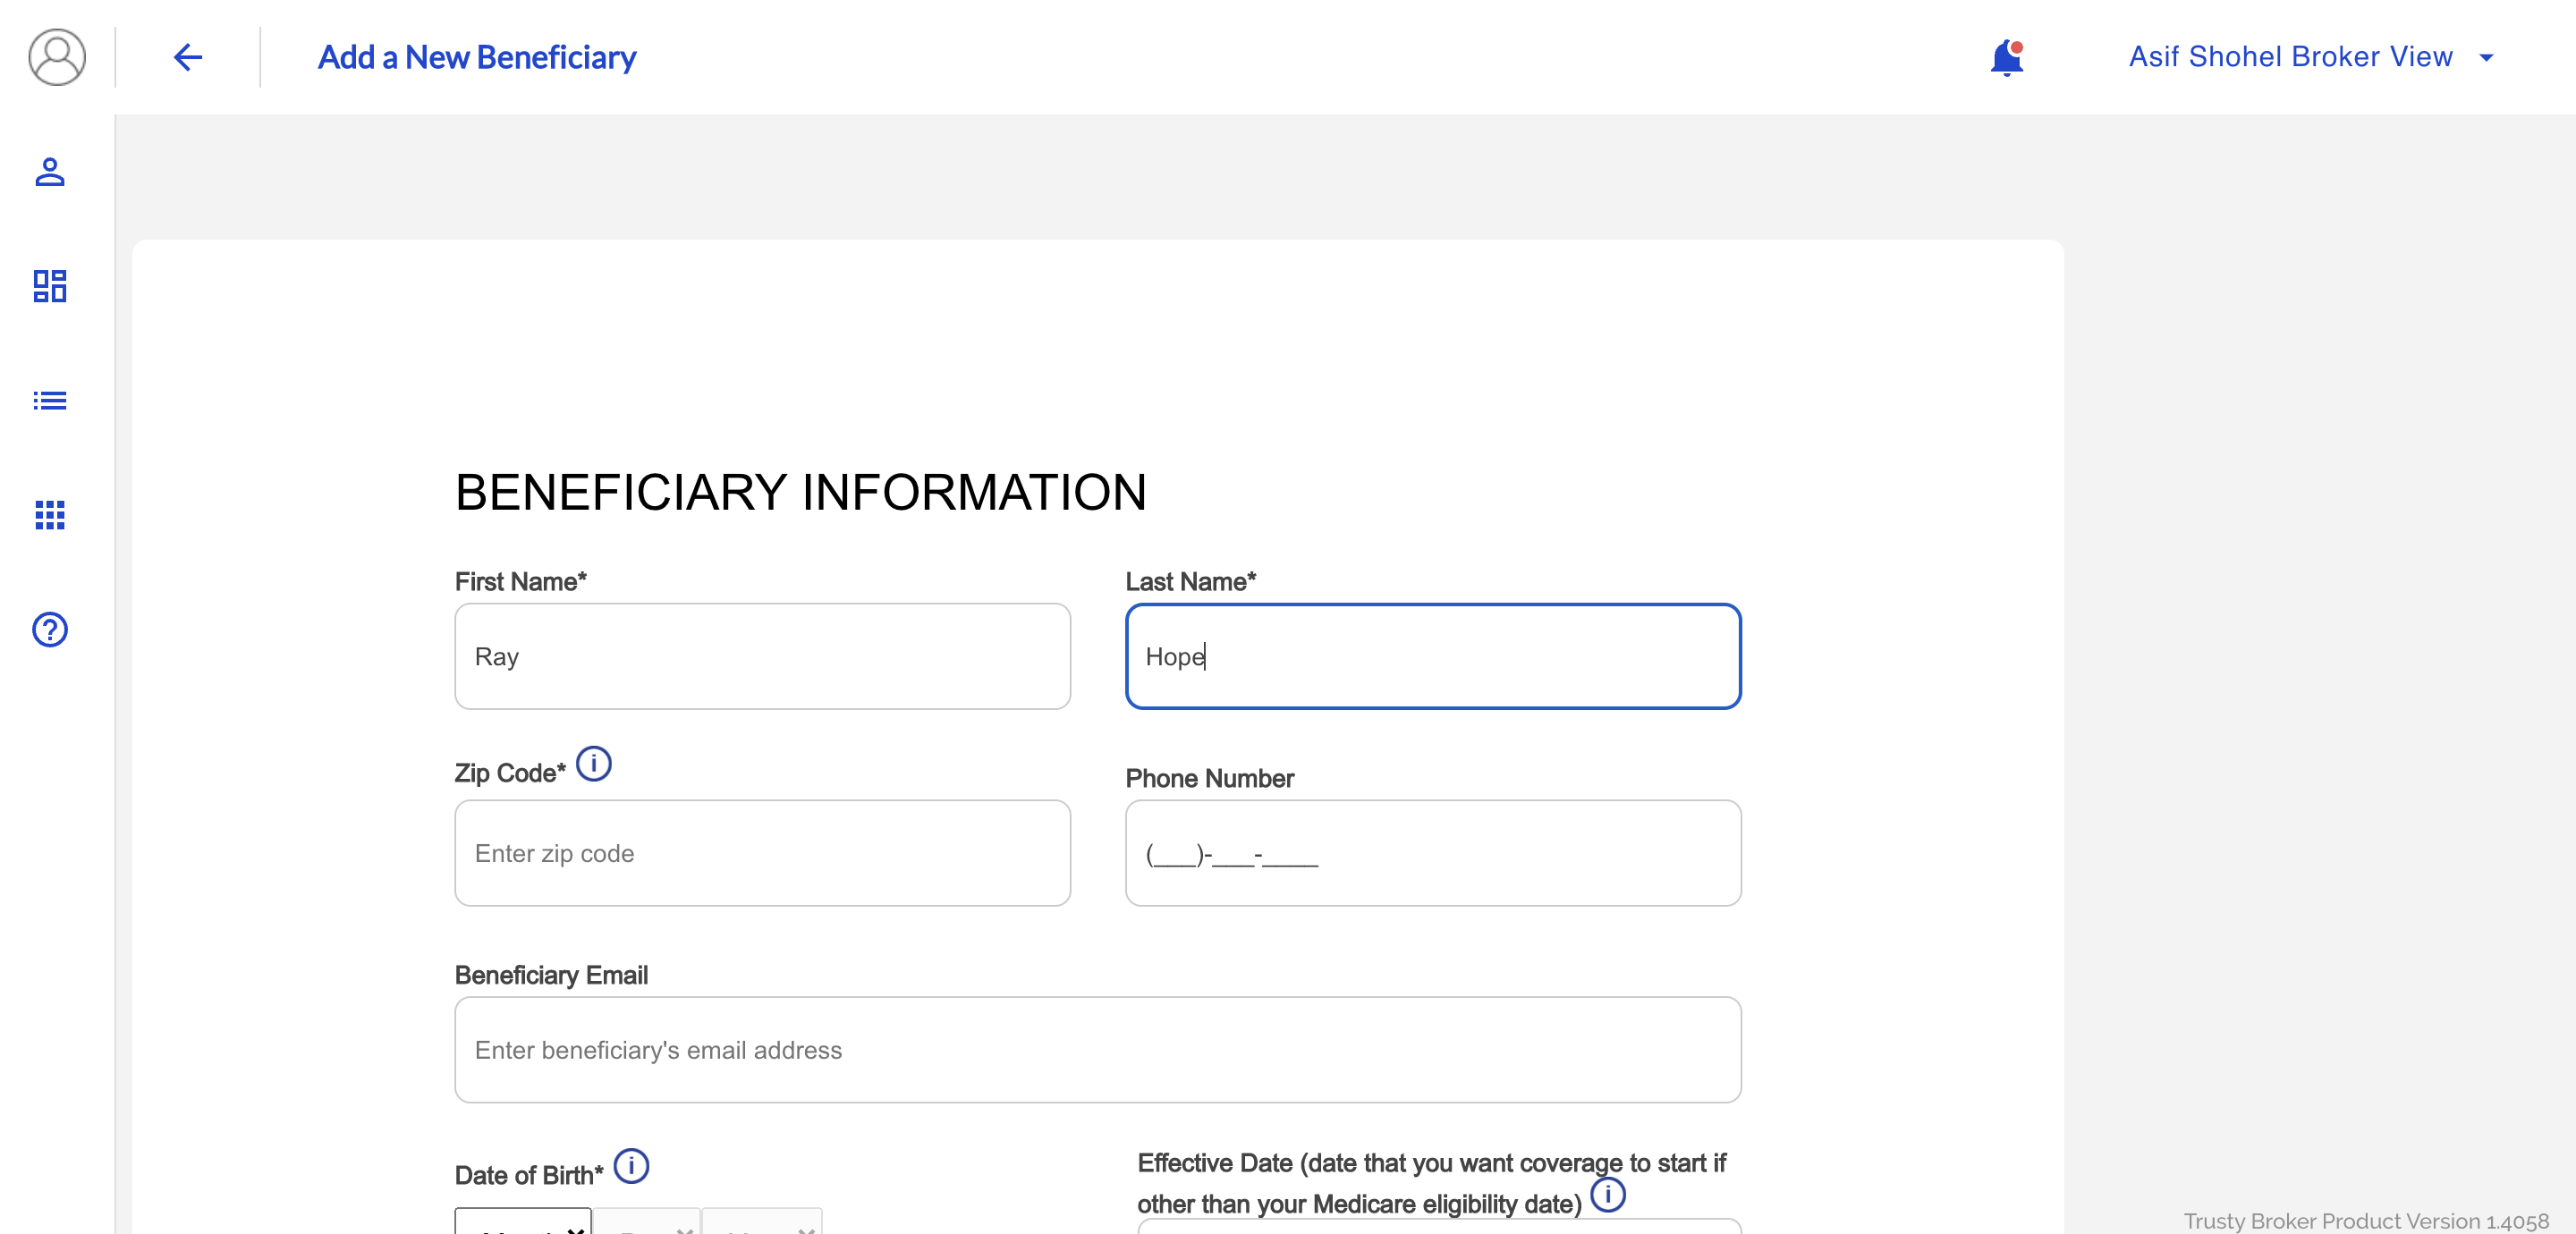 Add a New Beneficiary
Asif Shohel Broker View
BENEFICIARY INFORMATION
First Name*
Last Name*
Ray
Hope
Zip Code*
Phone Number
Enter zip code
(___)-___-____
Beneficiary Email
Enter beneficiary's email address
Date of Birth*
Effective Date (date that you want coverage to start if
other than your Medicare eligibility date)
Trusty Broker Product Version 1.4058